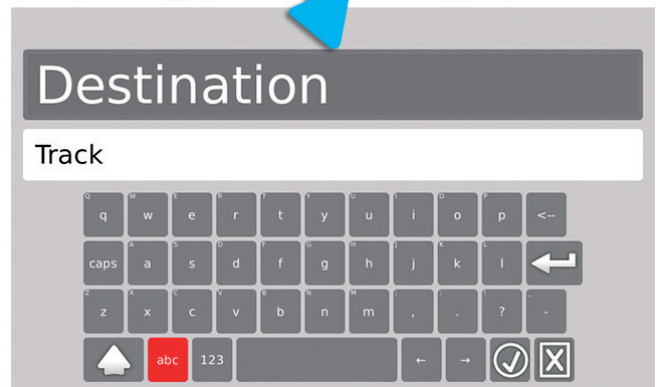 Destination
Track
q w e r t y u i o p <--
caps a s d f g h j k l
z x c v b n m , . ? -
abc 123 ← →